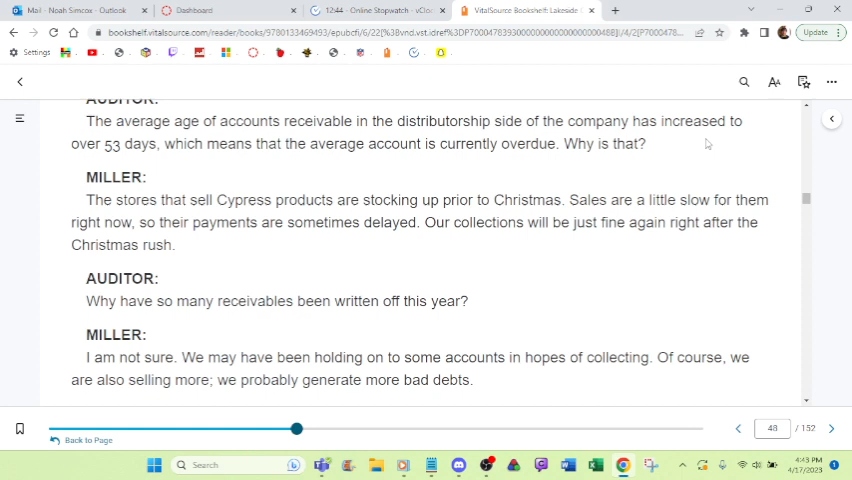 Mail - Noah Simcox - Outlook
Dashboard
12:44 - Online Stopwatch - vCloc
VitalSource Bookshelf: Lakeside
bookshelf.vitalsource.com/reader/books/9780133469493/epubcfi/6/22[%3Bvnd.vst.idref%3DP70004783930000000000000000048B]!/4/2[P7000478...
Update
Settings
AUDITOR:
The average age of accounts receivable in the distributorship side of the company has increased to
over 53 days, which means that the average account is currently overdue. Why is that?
MILLER:
The stores that sell Cypress products are stocking up prior to Christmas. Sales are a little slow for them
right now, so their payments are sometimes delayed. Our collections will be just fine again right after the
Christmas rush.
AUDITOR:
Why have so many receivables been written off this year?
MILLER:
I am not sure. We may have been holding on to some accounts in hopes of collecting. Of course, we
are also selling more; we probably generate more bad debts.
48 / 152
Back to Page
Search
4:43 PM
4/17/2023